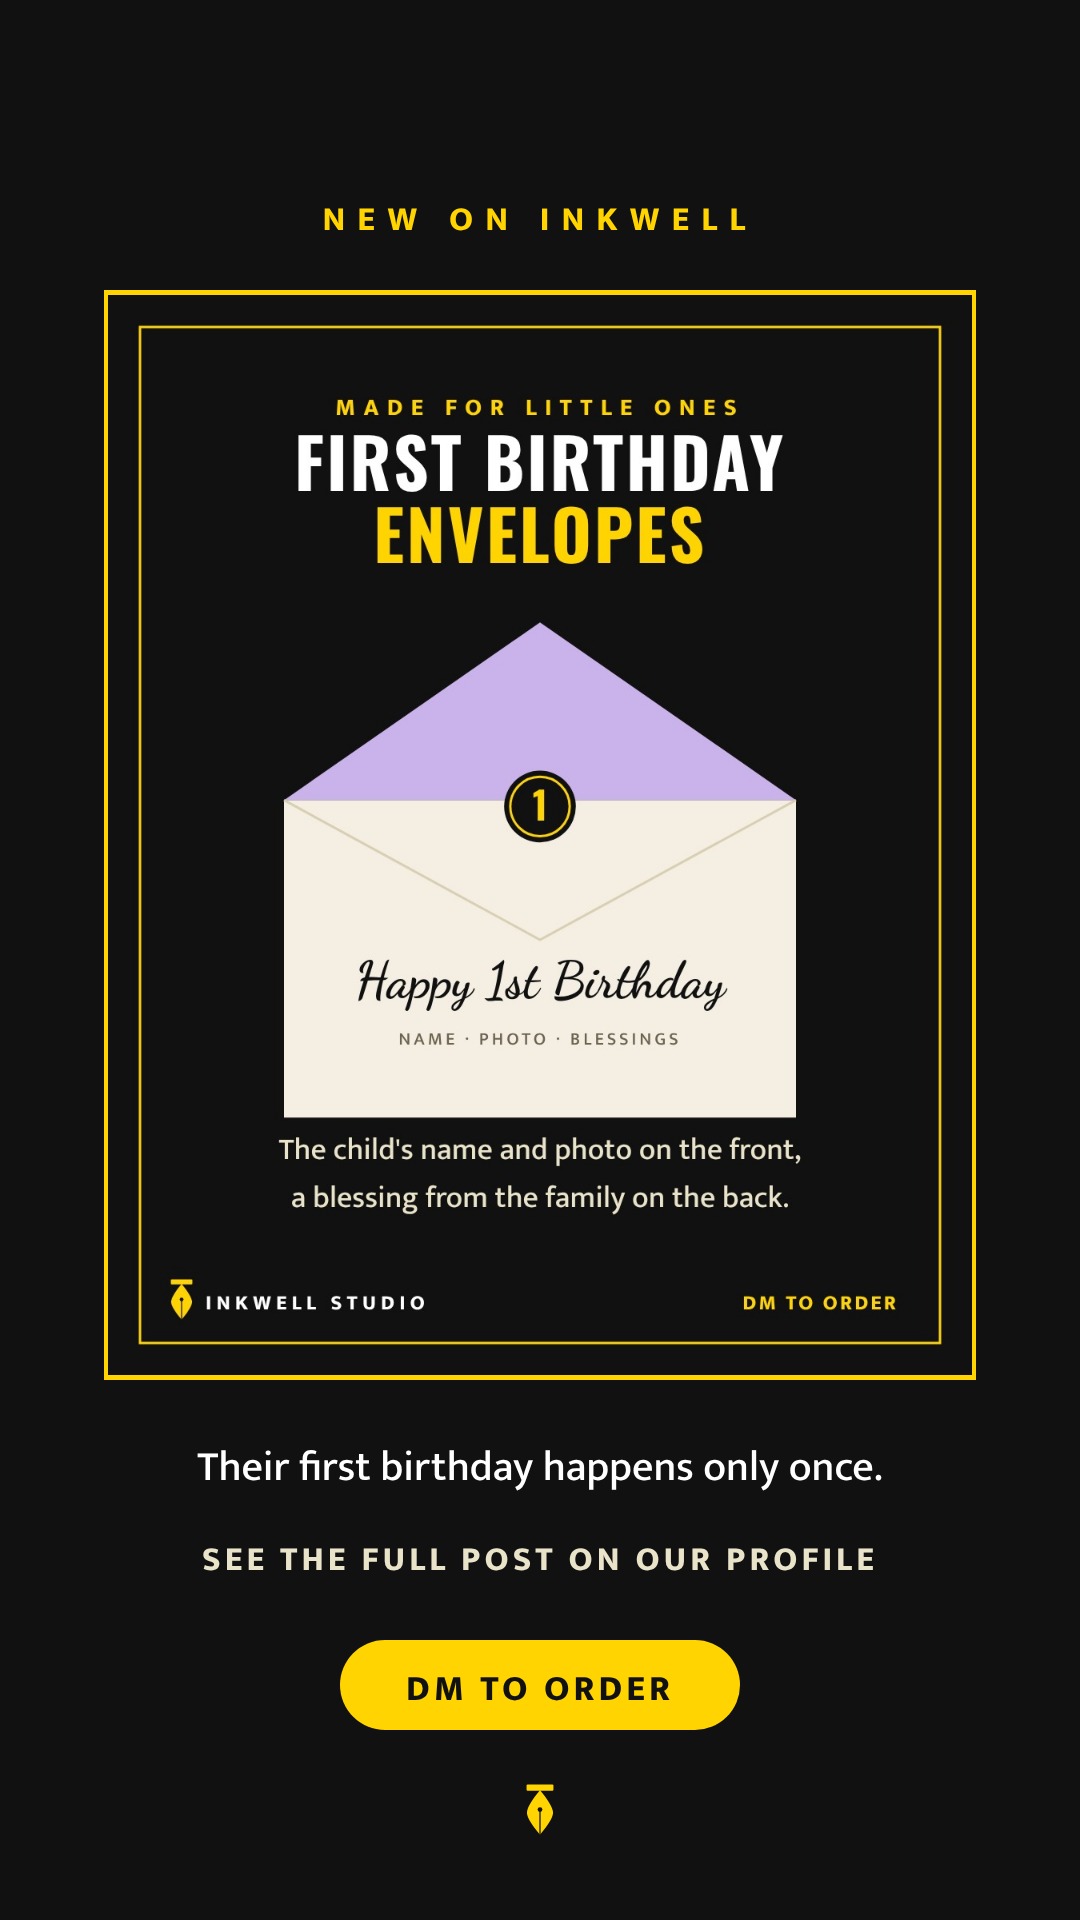 NEW ON INKWELL
MADE FOR LITTLE ONES
FIRST BIRTHDAY
ENVELOPES
1
Happy 1st Birthday
NAME · PHOTO · BLESSINGS
The child's name and photo on the front,
a blessing from the family on the back.
INKWELL STUDIO
DM TO ORDER
Their first birthday happens only once.
SEE THE FULL POST ON OUR PROFILE
DM TO ORDER